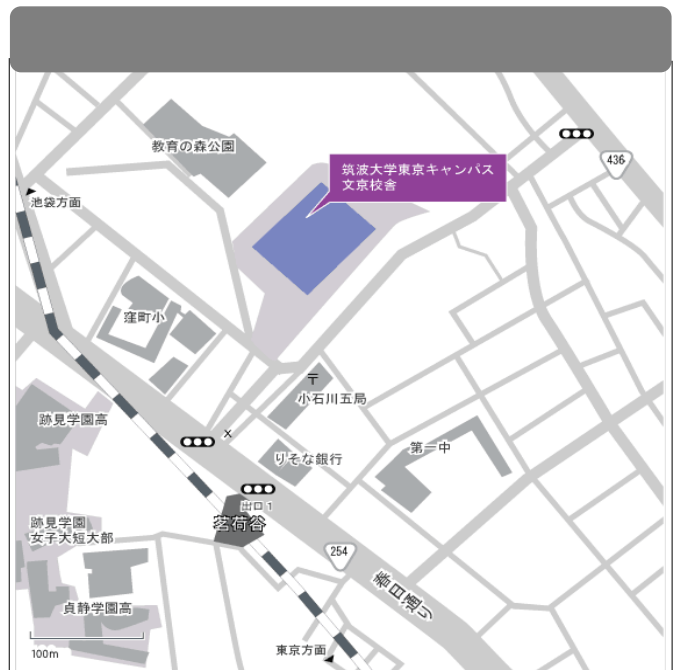 教育の森公園
筑波大学東京キャンパス
文京校舎
436
池袋方面
窪町小
〒
小石川五局
跡見学園高
X
りそな銀行
第一中
出口1
茗荷谷
跡見学園
女子大短大部
254
春日通り
貞静学園高
100m
東京方面